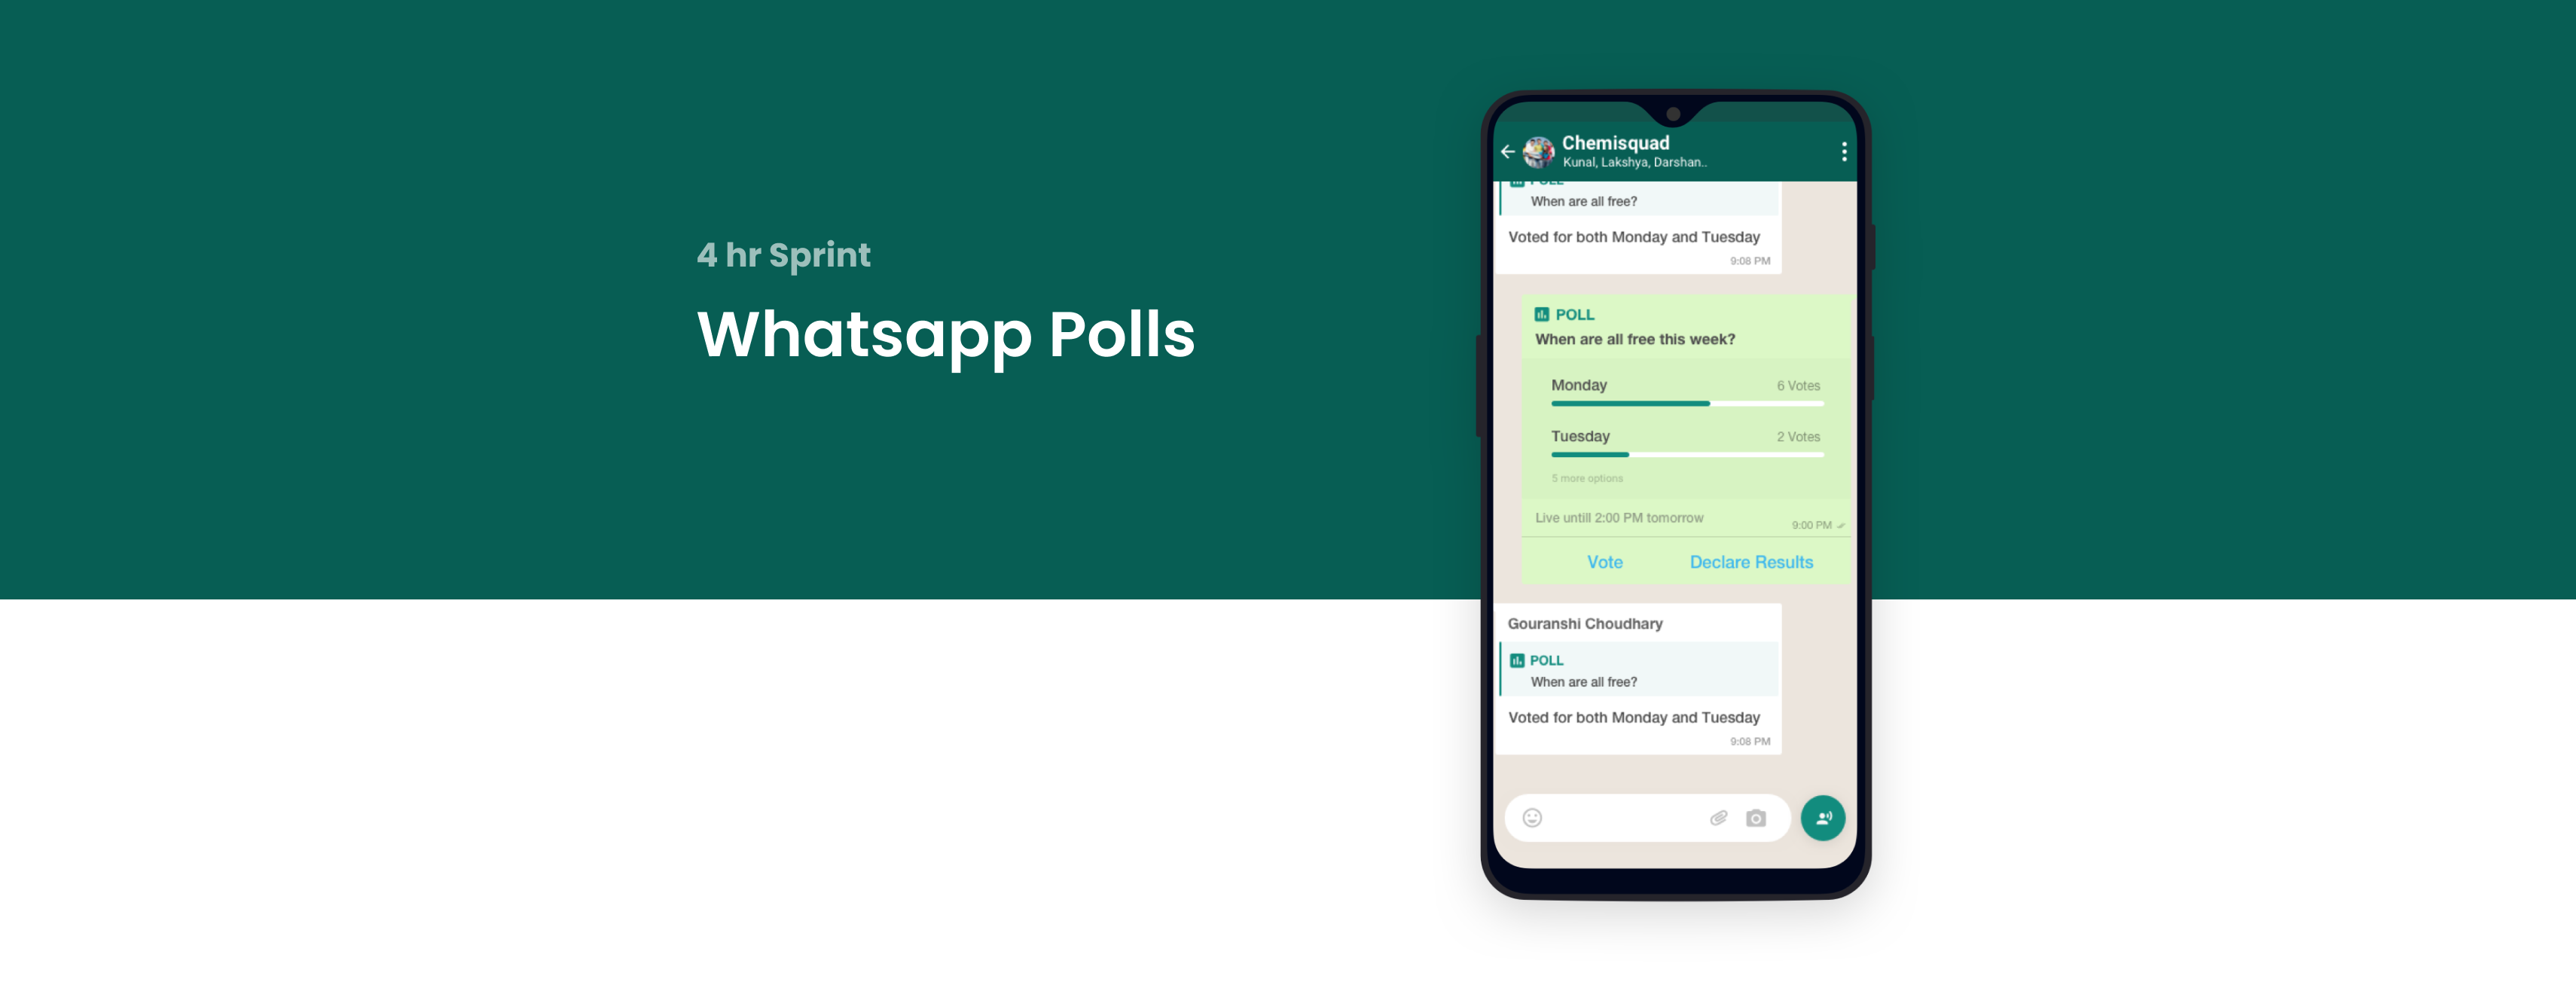 4 hr Sprint
Whatsapp Polls
Chemisquad
Kunal, Lakshya, Darshan..
POLL
When are all free?
Voted for both Monday and Tuesday
9:08 PM
POLL
When are all free this week?
Monday 6 Votes
Tuesday 2 Votes
5 more options
Live untill 2:00 PM tomorrow
9:00 PM
Vote Declare Results
Gouranshi Choudhary
POLL
When are all free?
Voted for both Monday and Tuesday
9:08 PM